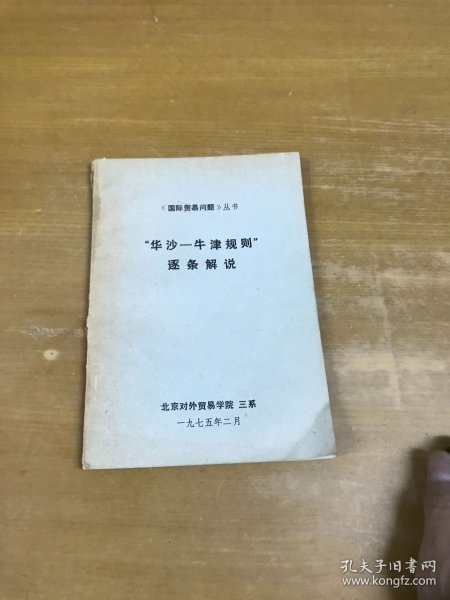 《国际贸易问题》丛书
“华沙—牛津规则”
逐条解说
北京对外贸易学院 三系
一九七五年二月
孔夫子旧书网
www.kongfz.com